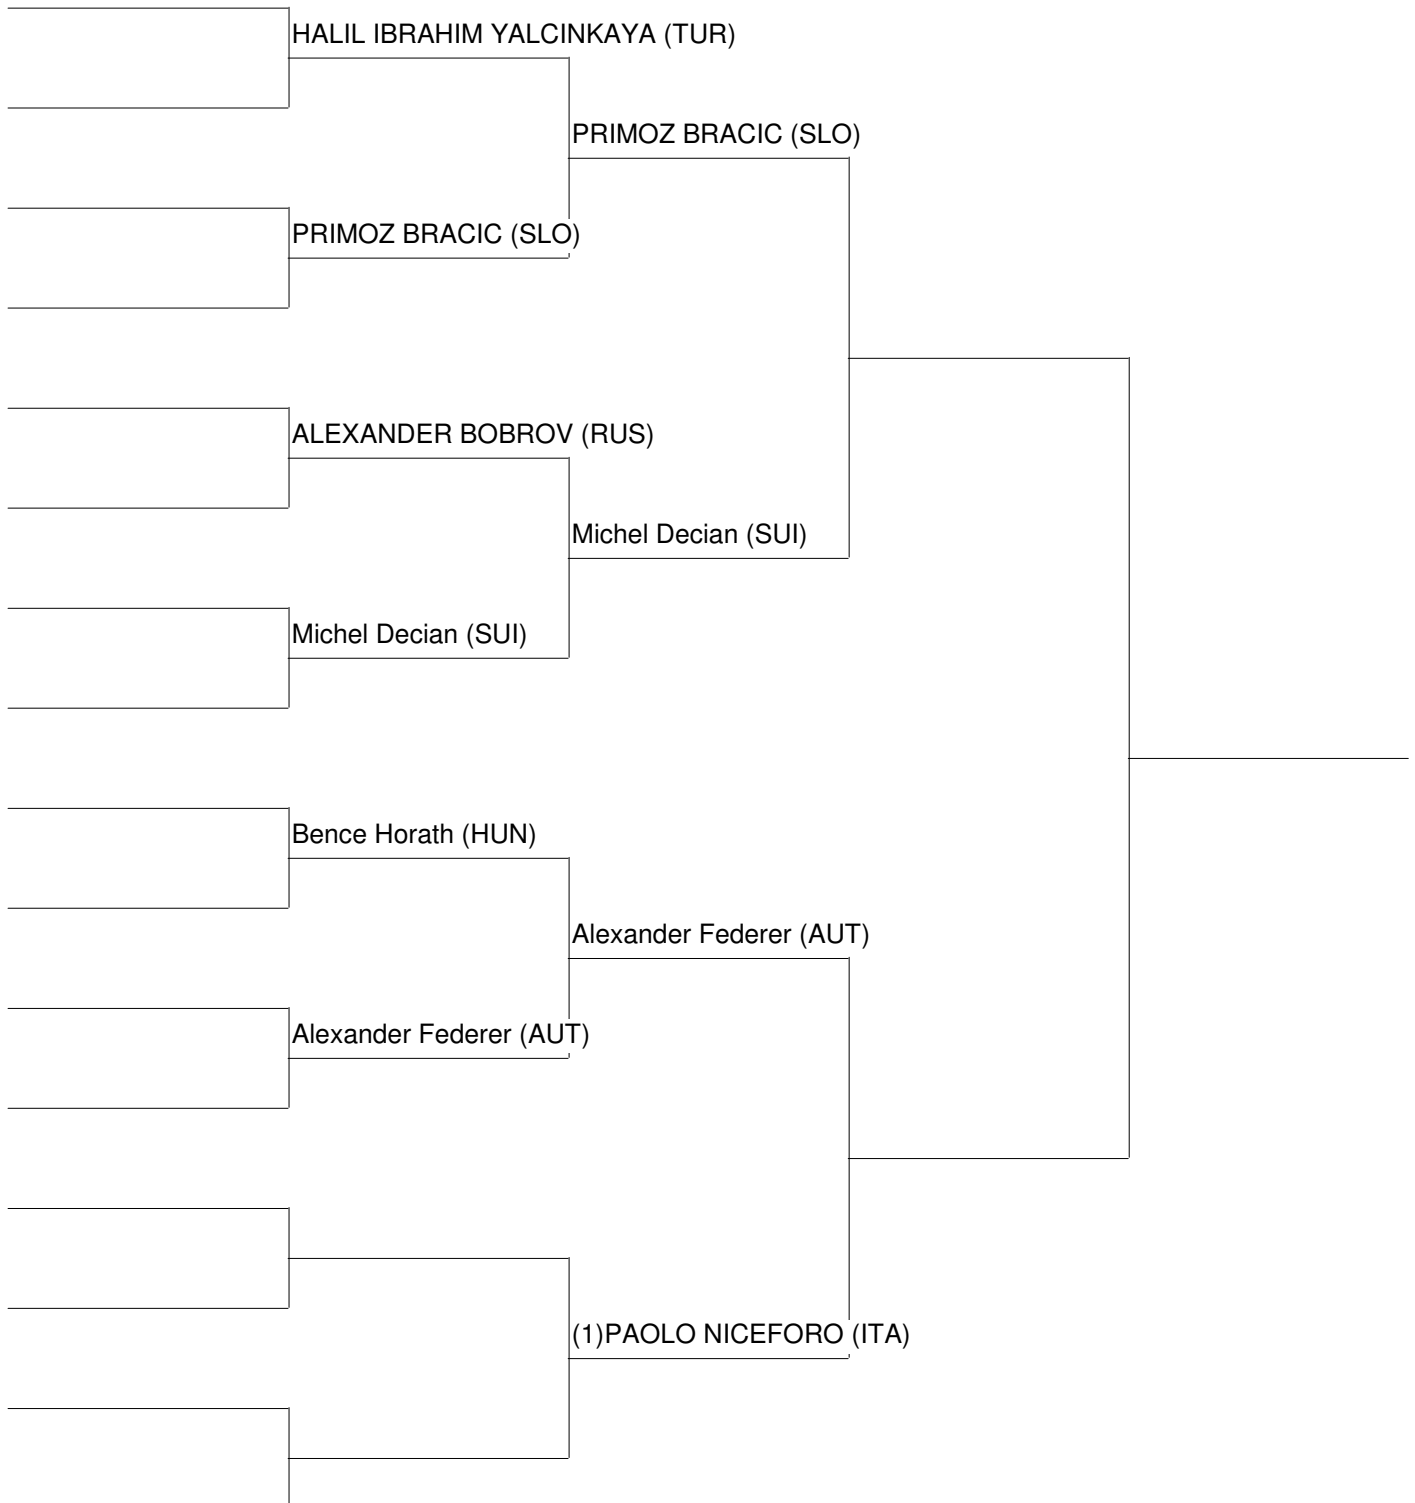 HALIL IBRAHIM YALCINKAYA (TUR)
PRIMOZ BRACIC (SLO)
PRIMOZ BRACIC (SLO)
ALEXANDER BOBROV (RUS)
Michel Decian (SUI)
Michel Decian (SUI)
Bence Horath (HUN)
Alexander Federer (AUT)
Alexander Federer (AUT)
(1)PAOLO NICEFORO (ITA)